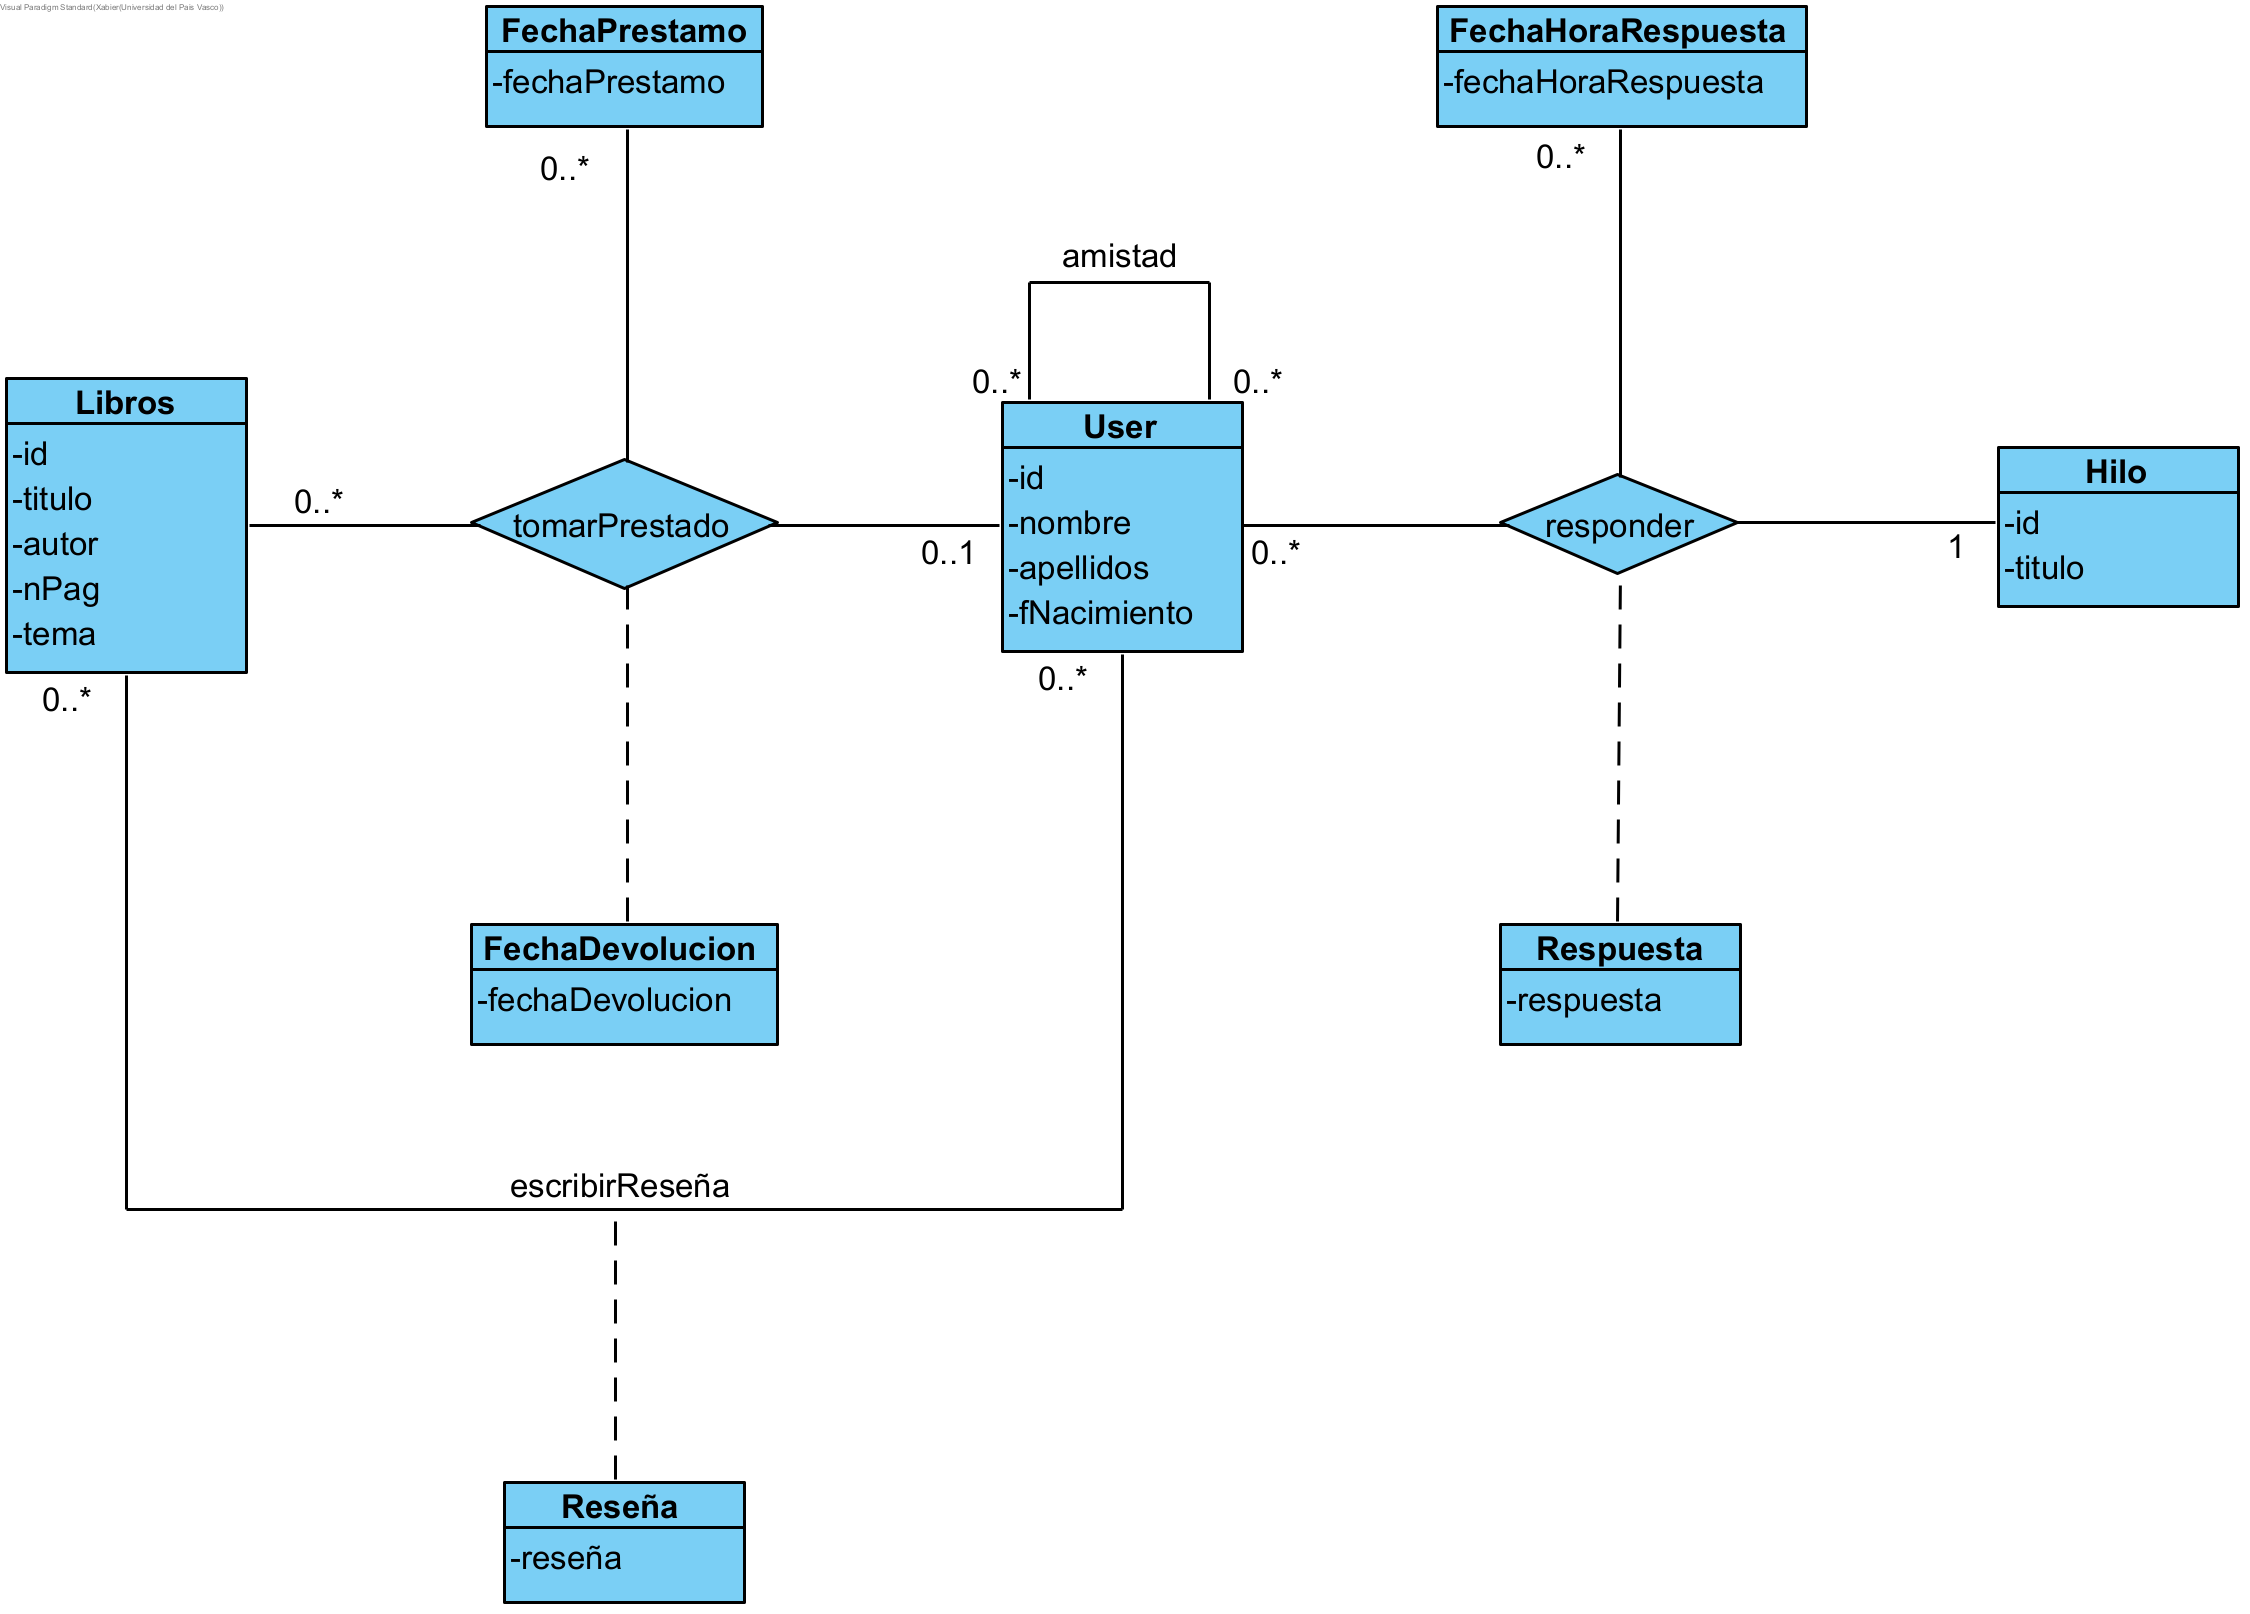 Visual Paradigm Standard(Xabier(Universidad del Pais Vasco))
FechaPrestamo
-fechaPrestamo
0..*
FechaHoraRespuesta
-fechaHoraRespuesta
0..*
amistad
0..*
0..*
Libros
-id
-titulo
-autor
-nPag
-tema
0..*
0..*
tomarPrestado
0..1
User
-id
-nombre
-apellidos
-fNacimiento
0..*
0..*
responder
1
Hilo
-id
-titulo
FechaDevolucion
-fechaDevolucion
Respuesta
-respuesta
escribirReseña
Reseña
-reseña